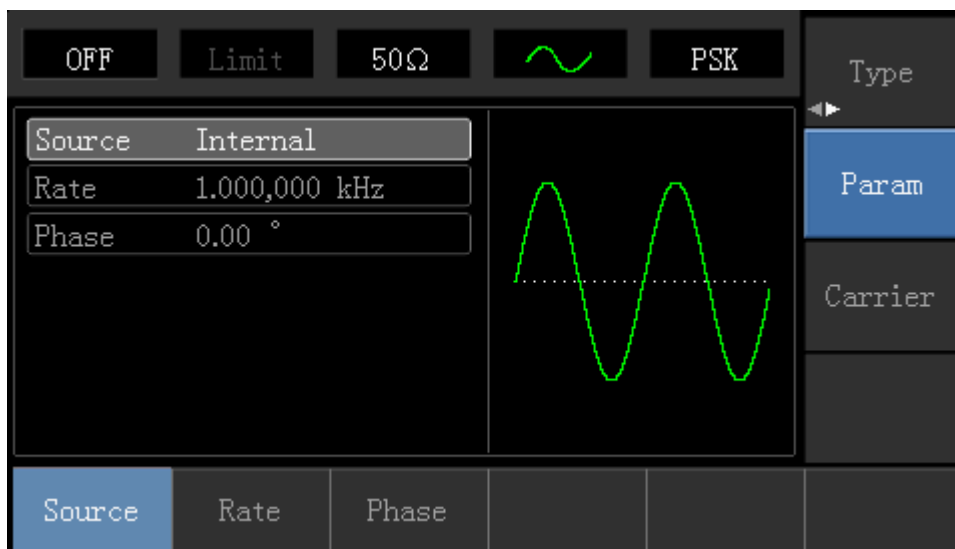 OFF Limit 50Ω PSK Type
Source Internal
Rate 1.000,000 kHz
Phase 0.00 °
Param
Carrier
Source Rate Phase